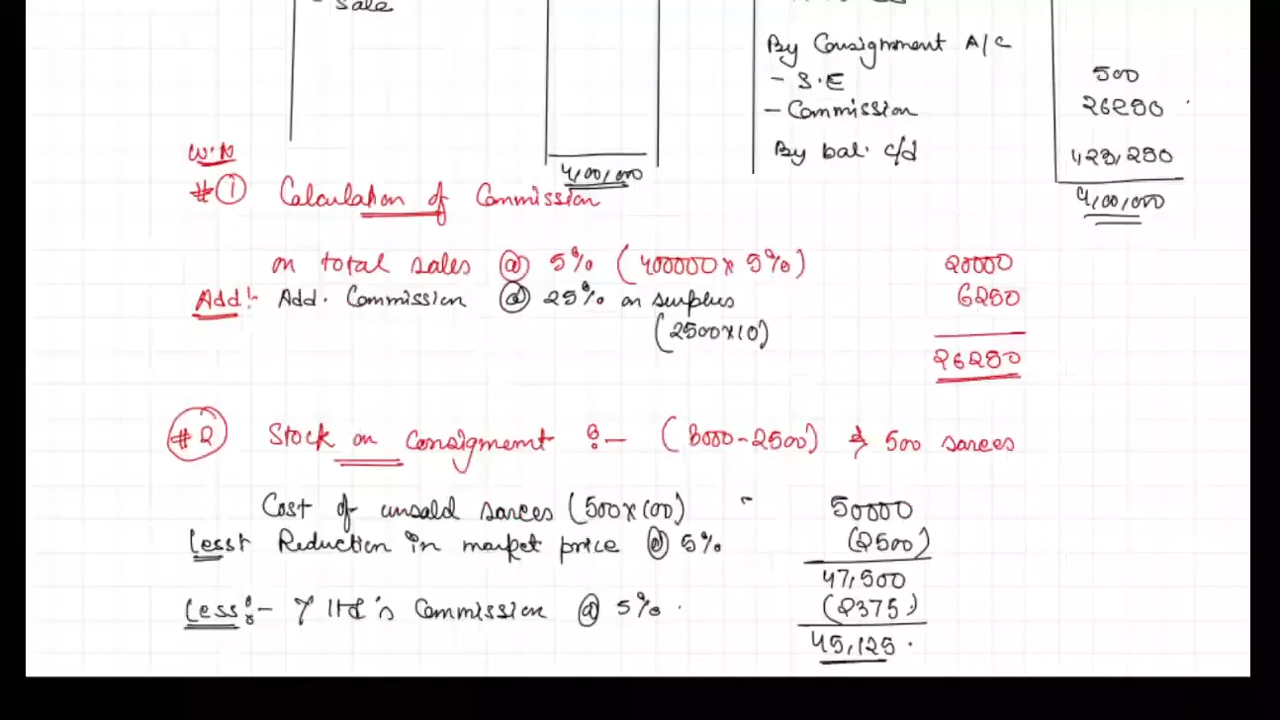 - Sale
By Consignment A/C
- S.E 500
- Commission 26250
By bal. c/d 423,250
4,00,000
4,00,000
W.N
#① Calculation of Commission
on total sales @ 5% (400000 x 5%) 20000
Add:- Add. Commission @ 25% on surplus 6250
(2500x10)
26250
#2 Stock on Consignment :- (3000-2500) 500 sarees
Cost of unsold sarees (500x100) 50000
Less: Reduction in market price @ 5% (2500)
47,500
Less:- Y ltd's Commission @ 5%. (2375)
45,125.